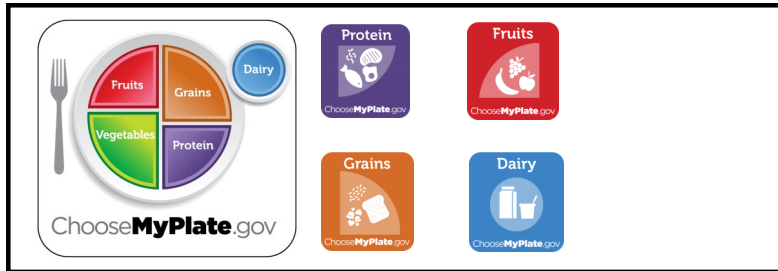 Fruits
Grains
Dairy
Vegetables
Protein
ChooseMyPlate.gov
Protein
ChooseMyPlate.gov
Fruits
ChooseMyPlate.gov
Grains
ChooseMyPlate.gov
Dairy
ChooseMyPlate.gov